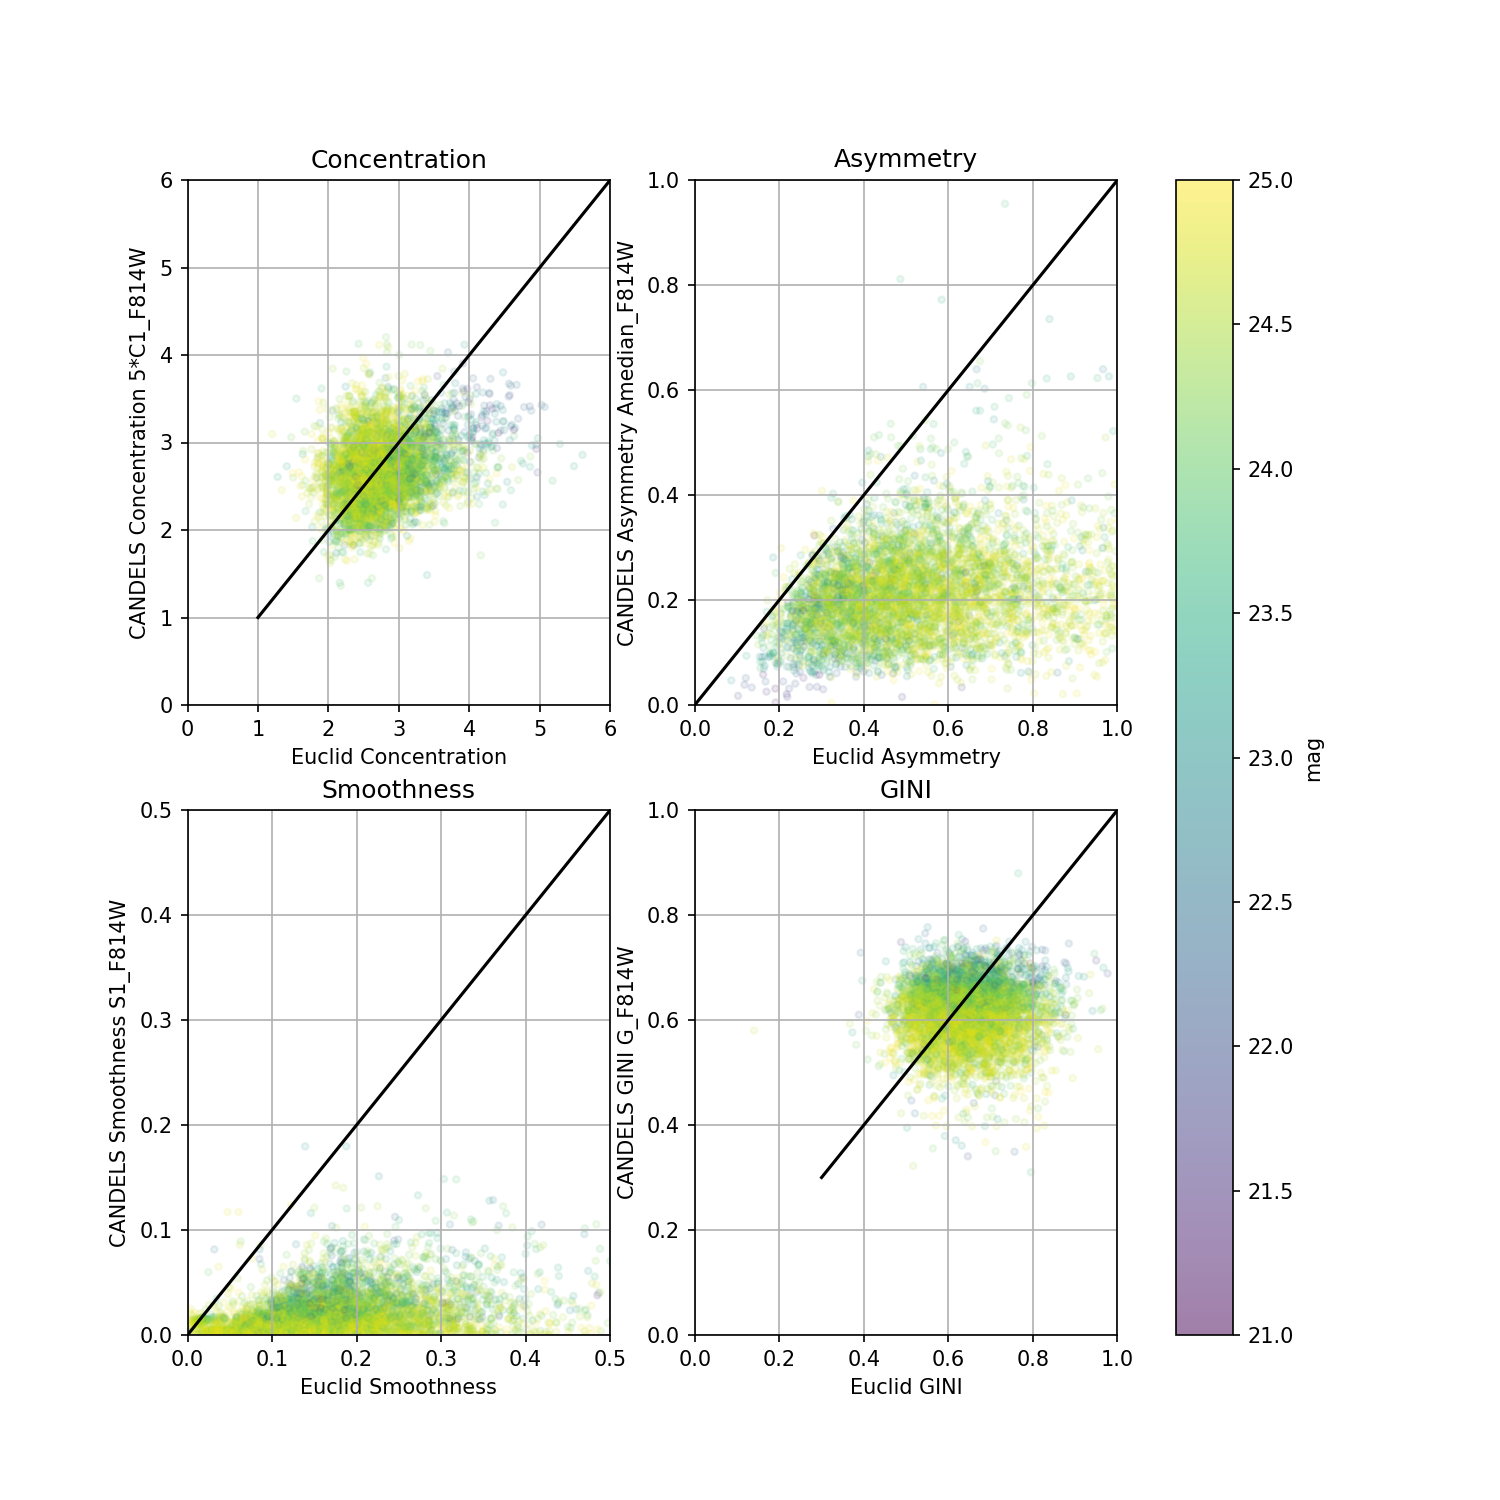 Concentration
CANDELS Concentration 5*C1_F814W
6
5
4
3
2
1
0
0 1 2 3 4 5 6
Euclid Concentration
Asymmetry
CANDELS Asymmetry Amedian_F814W
1.0
0.8
0.6
0.4
0.2
0.0
0.0 0.2 0.4 0.6 0.8 1.0
Euclid Asymmetry
Smoothness
CANDELS Smoothness S1_F814W
0.5
0.4
0.3
0.2
0.1
0.0
0.0 0.1 0.2 0.3 0.4 0.5
Euclid Smoothness
GINI
CANDELS GINI G_F814W
1.0
0.8
0.6
0.4
0.2
0.0
0.0 0.2 0.4 0.6 0.8 1.0
Euclid GINI
25.0
24.5
24.0
23.5
23.0
22.5
22.0
21.5
21.0
mag